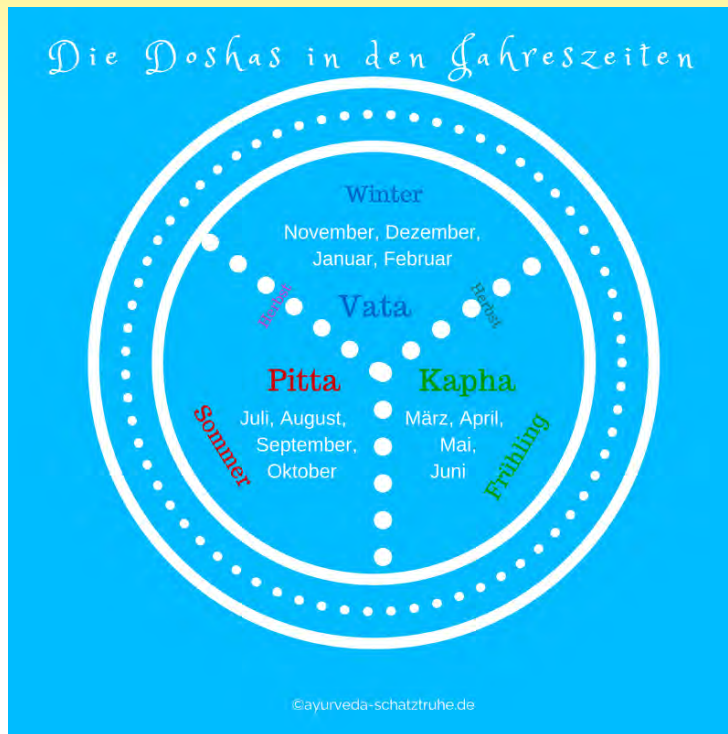 Die Doshas in den Jahreszeiten
Winter
November, Dezember,
Januar, Februar
Herbst
Herbst
Vata
Pitta
Kapha
Juli, August,
September,
Oktober
März, April,
Mai,
Juni
Sommer
Frühling
©ayurveda-schatztruhe.de